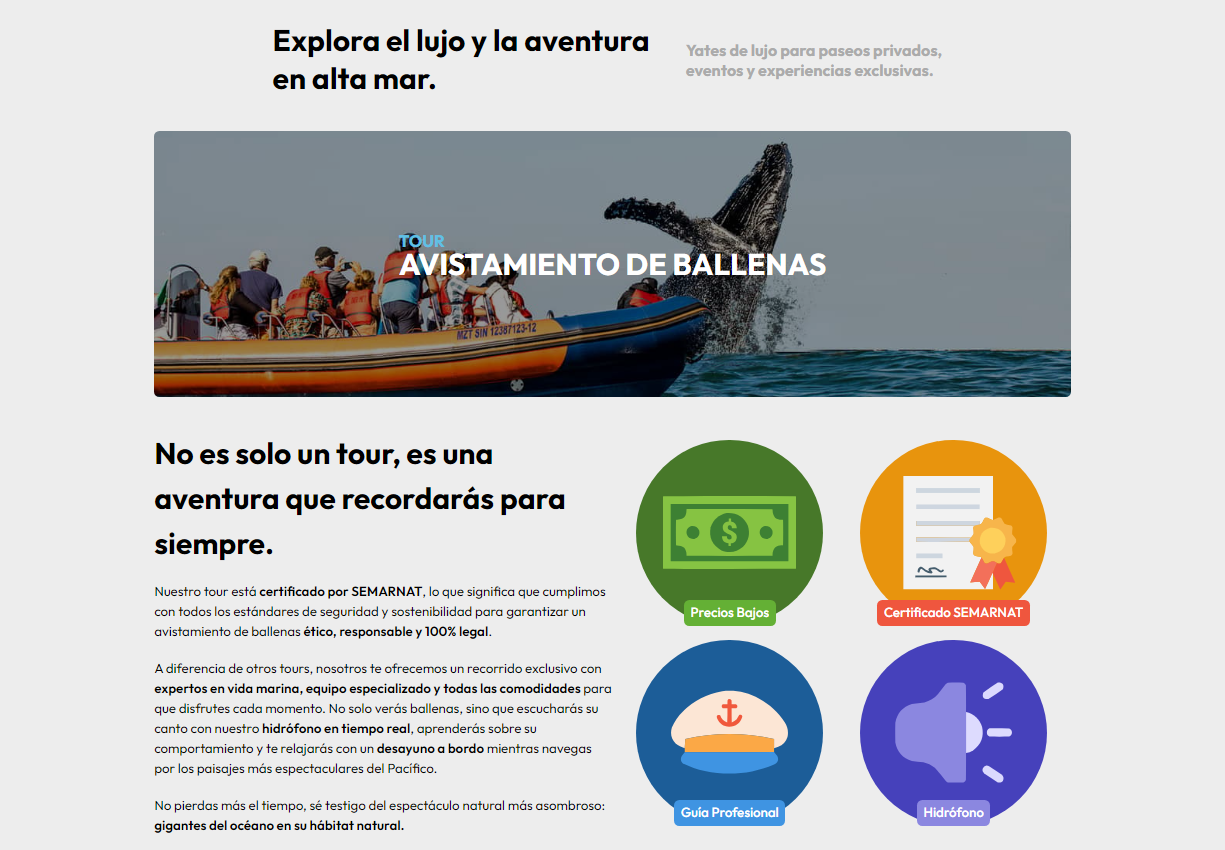 Explora el lujo y la aventura
en alta mar.
Yates de lujo para paseos privados,
eventos y experiencias exclusivas.
TOUR
AVISTAMIENTO DE BALLENAS
MZT SIN 12387123-12
No es solo un tour, es una
aventura que recordarás para
siempre.
Nuestro tour está certificado por SEMARNAT, lo que significa que cumplimos
con todos los estándares de seguridad y sostenibilidad para garantizar un
avistamiento de ballenas ético, responsable y 100% legal.
A diferencia de otros tours, nosotros te ofrecemos un recorrido exclusivo con
expertos en vida marina, equipo especializado y todas las comodidades para
que disfrutes cada momento. No solo verás ballenas, sino que escucharás su
canto con nuestro hidrófono en tiempo real, aprenderás sobre su
comportamiento y te relajarás con un desayuno a bordo mientras navegas
por los paisajes más espectaculares del Pacífico.
No pierdas más el tiempo, sé testigo del espectáculo natural más asombroso:
gigantes del océano en su hábitat natural.
$
Precios Bajos
Certificado SEMARNAT
Guía Profesional
Hidrófono